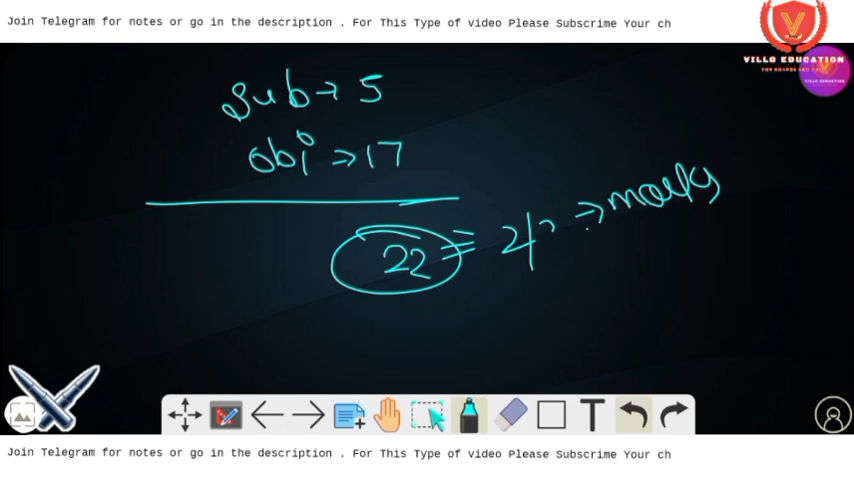 Join Telegram for notes or go in the description . For This Type of video Please Subscrime Your ch
VILLO EDUCATION
Sub → 5
Obj ⇒ 17
22
⇒ marks
T
Join Telegram for notes or go in the description . For This Type of video Please Subscrime Your ch